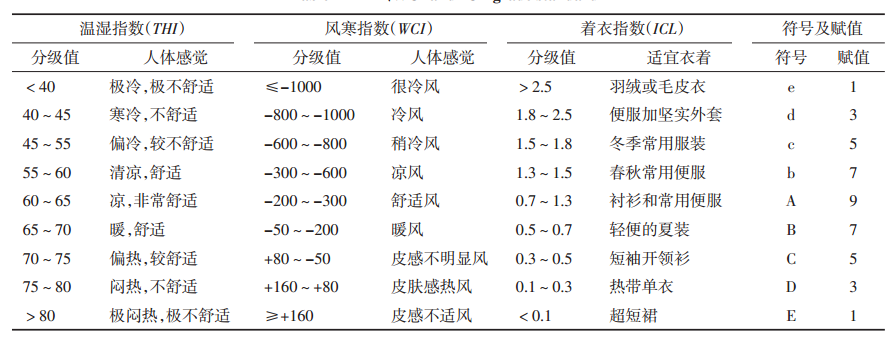 温湿指数(THI) 风寒指数(WCI) 着衣指数(ICL) 符号及赋值
分级值 人体感觉 分级值 人体感觉 分级值 适宜衣着 符号 赋值
<40 极冷,极不舒适 ≤-1000 很冷风 >2.5 羽绒或毛皮衣 e 1
40~45 寒冷,不舒适 -800~-1000 冷风 1.8~2.5 便服加坚实外套 d 3
45~55 偏冷,较不舒适 -600~-800 稍冷风 1.5~1.8 冬季常用服装 c 5
55~60 清凉,舒适 -300~-600 凉风 1.3~1.5 春秋常用便服 b 7
60~65 凉,非常舒适 -200~-300 舒适风 0.7~1.3 衬衫和常用便服 A 9
65~70 暖,舒适 -50~-200 暖风 0.5~0.7 轻便的夏装 B 7
70~75 偏热,较舒适 +80~-50 皮感不明显风 0.3~0.5 短袖开领衫 C 5
75~80 闷热,不舒适 +160~+80 皮肤感热风 0.1~0.3 热带单衣 D 3
>80 极闷热,极不舒适 ≥+160 皮感不适风 <0.1 超短裙 E 1